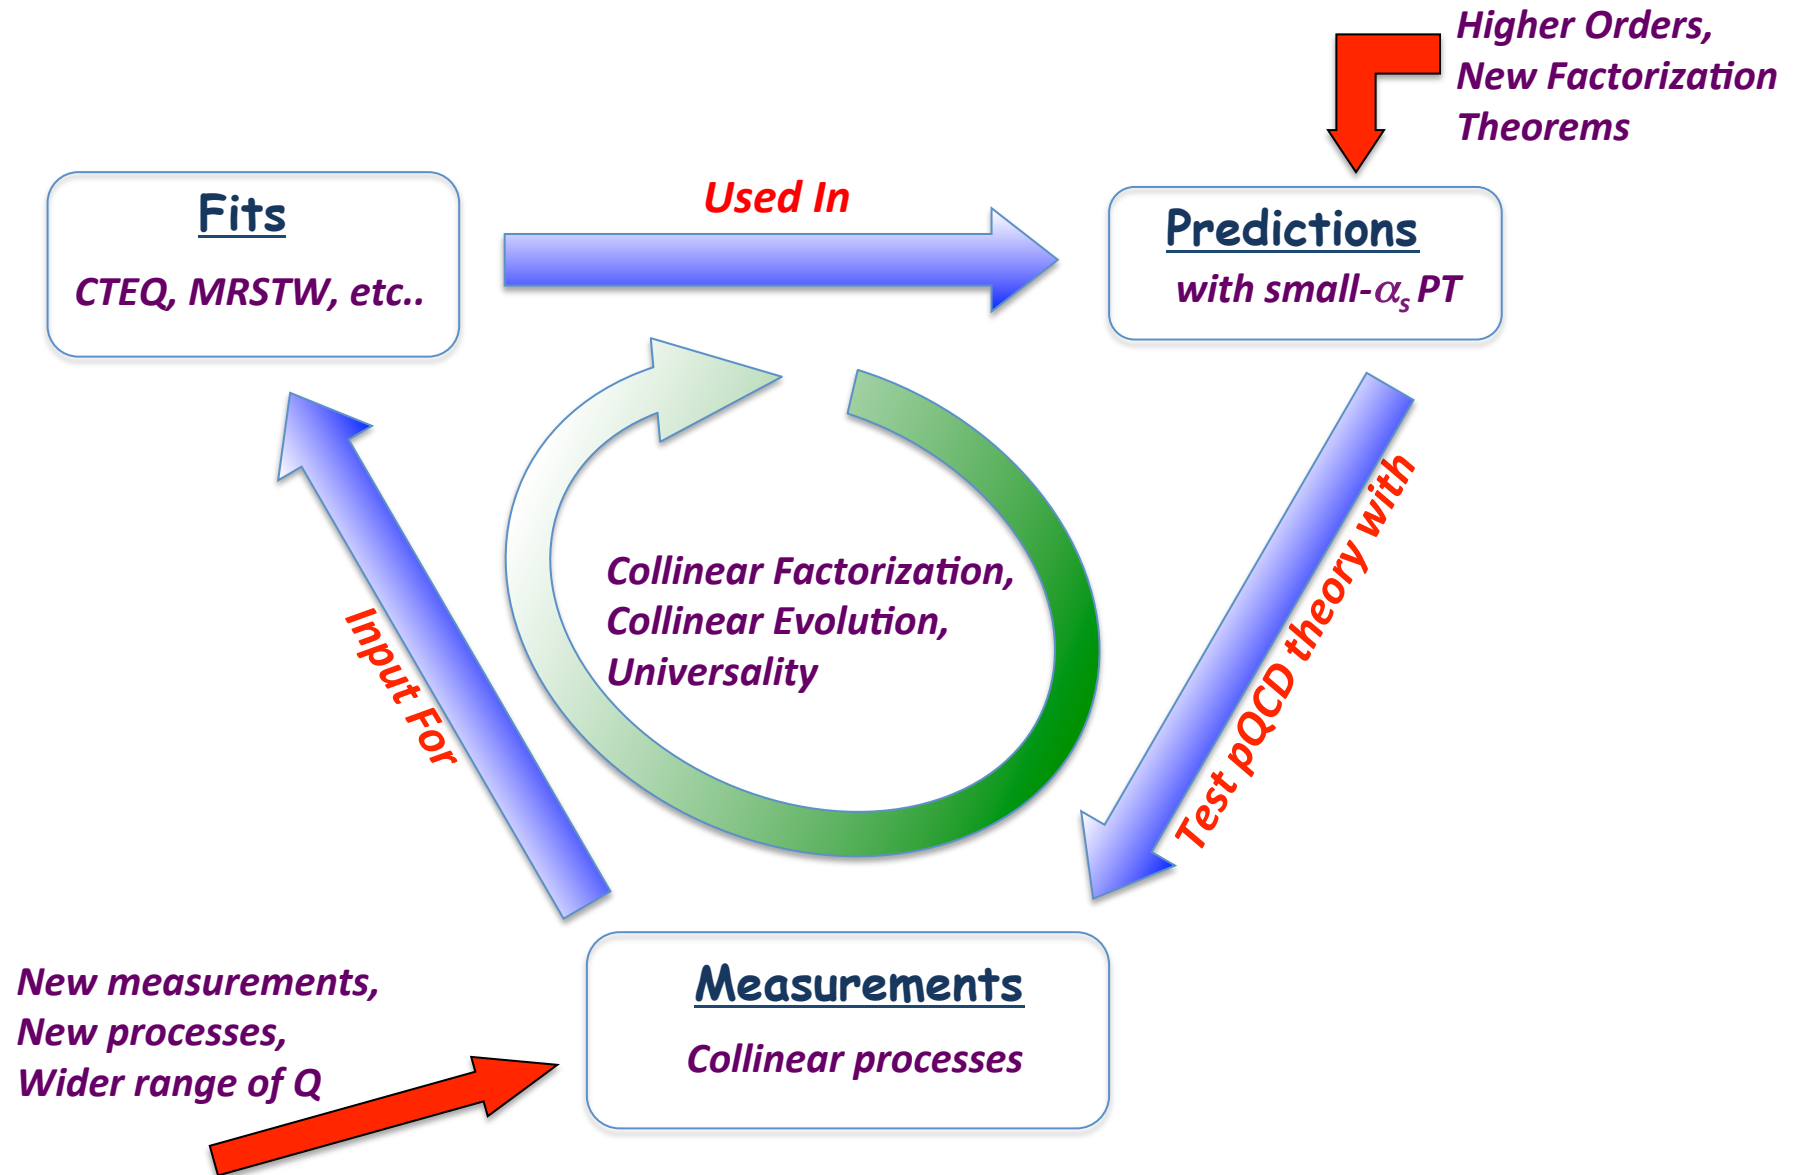 Higher Orders,
New Factorization
Theorems
Fits
CTEQ, MRSTW, etc..
Used In
Predictions
with small-αs PT
Input For
Collinear Factorization,
Collinear Evolution,
Universality
Test pQCD theory with
New measurements,
New processes,
Wider range of Q
Measurements
Collinear processes